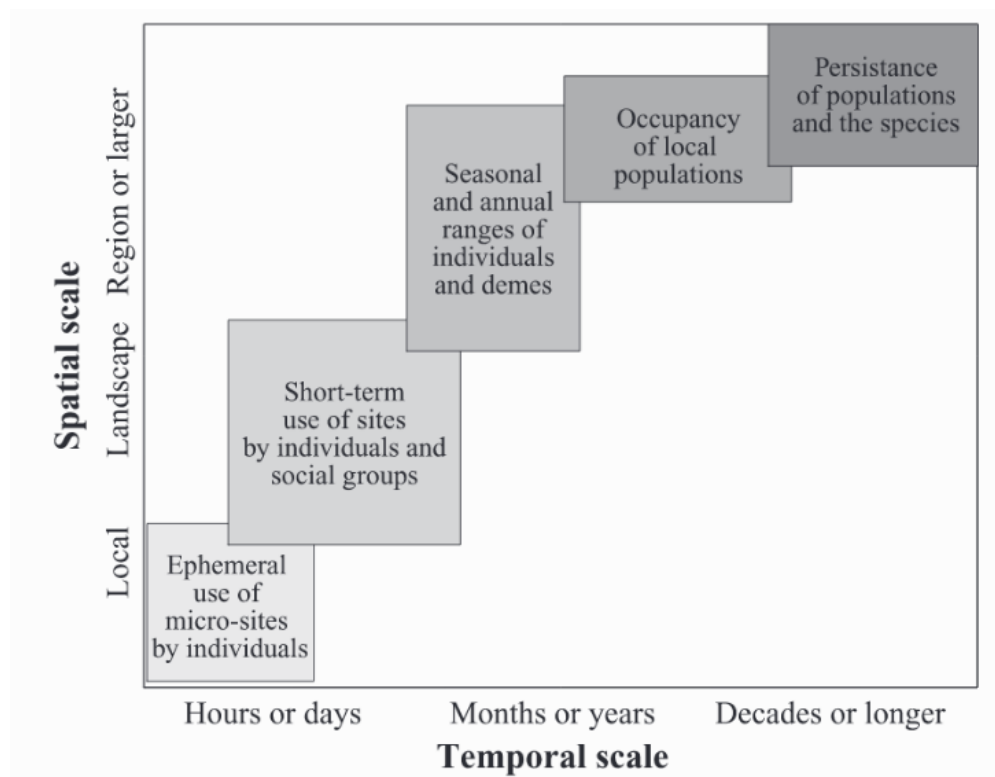 Persistance
of populations
and the species
Occupancy
of local
populations
Seasonal
and annual
ranges of
individuals
and demes
Short-term
use of sites
by individuals and
social groups
Ephemeral
use of
micro-sites
by individuals
Spatial scale
Region or larger
Landscape
Local
Hours or days
Months or years
Decades or longer
Temporal scale